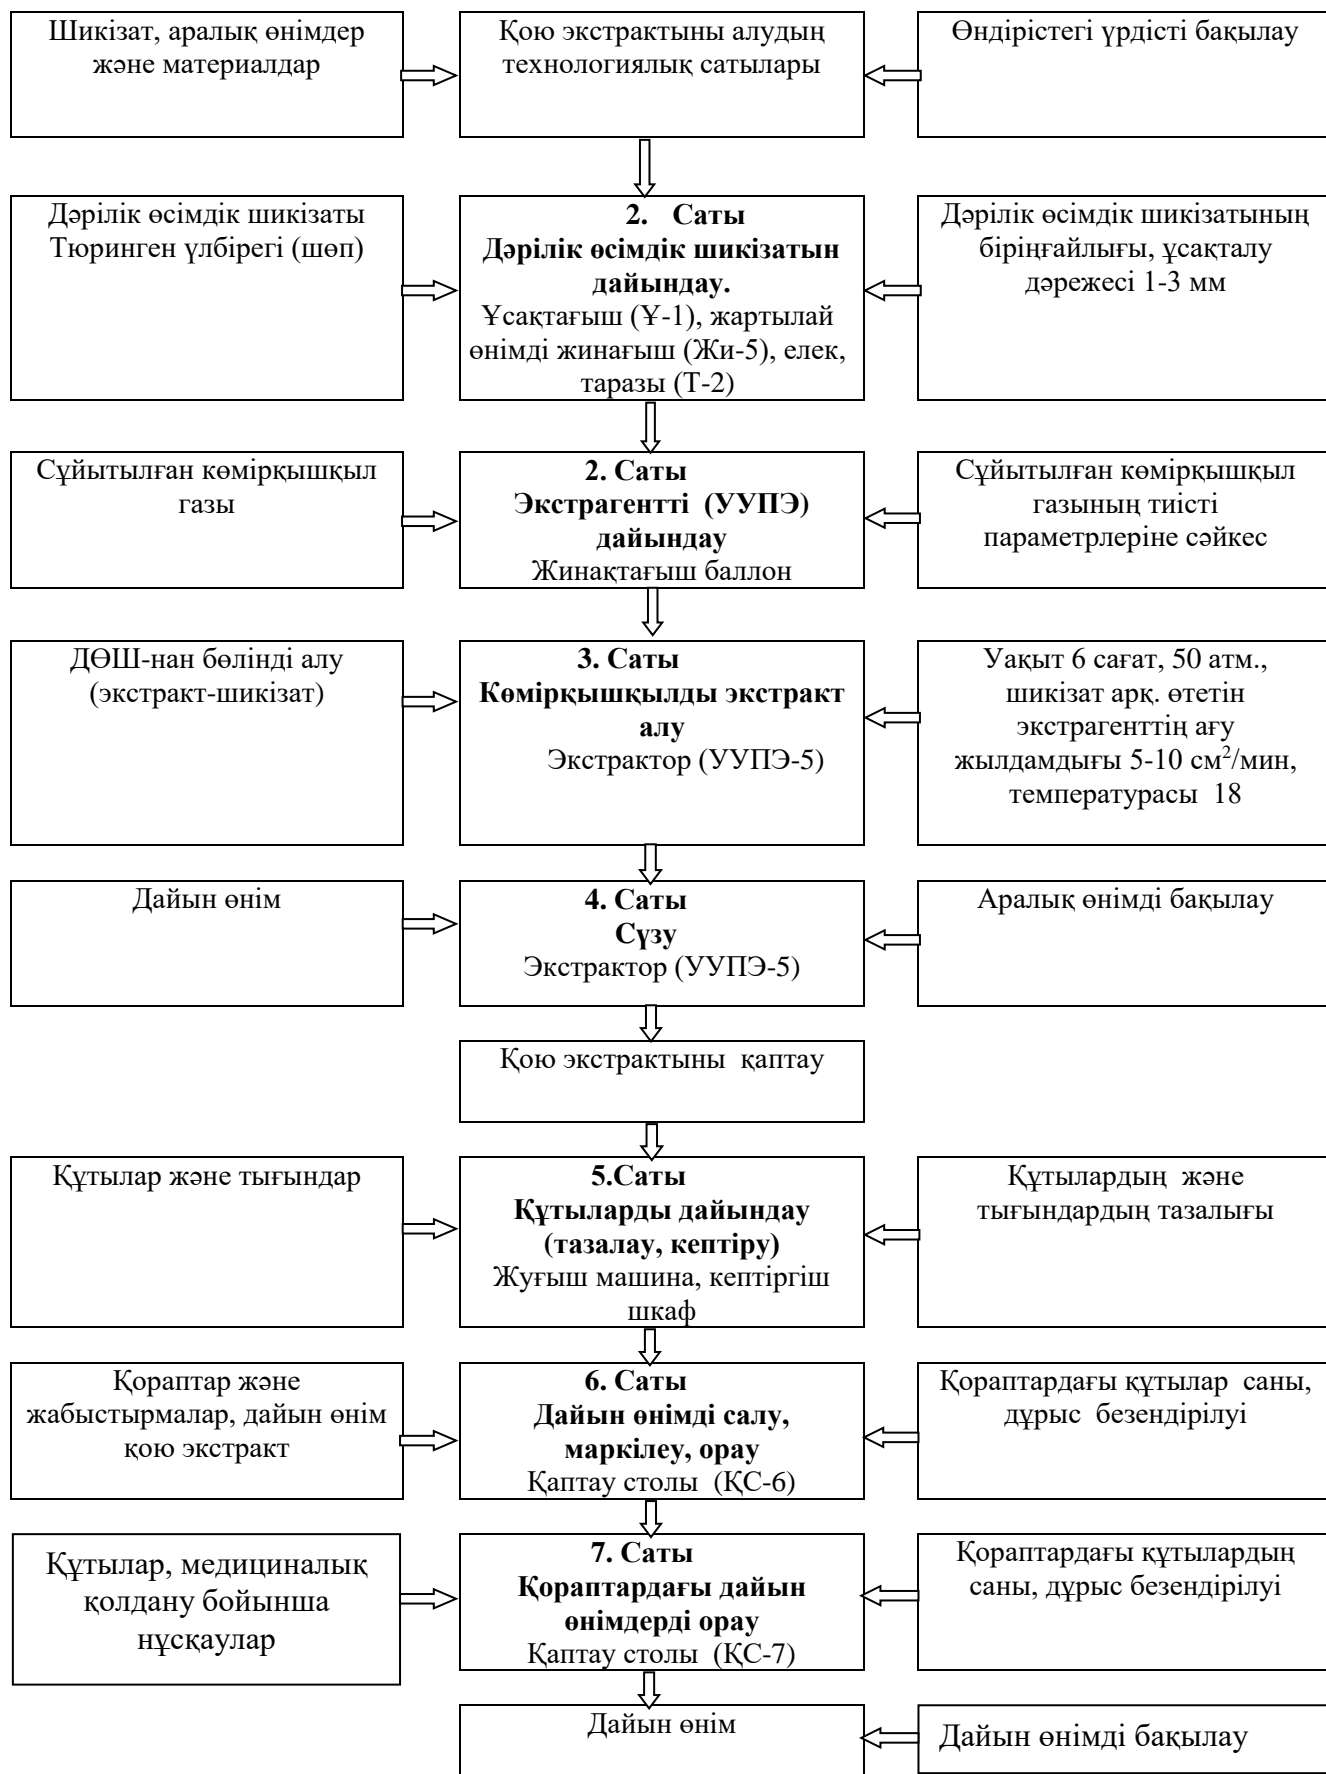 Шикізат, аралық өнімдер
және материалдар
Қою экстрактыны алудың
технологиялық сатылары
Өндірістегі үрдісті бақылау
Дәрілік өсімдік шикізаты
Тюринген үлбірегі (шөп)
2. Саты
Дәрілік өсімдік шикізатын
дайындау.
Ұсақтағыш (Ұ-1), жартылай
өнімді жинағыш (Жи-5), елек,
таразы (Т-2)
Дәрілік өсімдік шикізатының
біріңғайлығы, ұсақталу
дәрежесі 1-3 мм
Сұйытылған көмірқышқыл
газы
2. Саты
Экстрагентті (УУПЭ)
дайындау
Жинақтағыш баллон
Сұйытылған көмірқышқыл
газының тиісті
параметрлеріне сәйкес
ДӨШ-нан бөлінді алу
(экстракт-шикізат)
3. Саты
Көмірқышқылды экстракт
алу
Экстрактор (УУПЭ-5)
Уақыт 6 сағат, 50 атм.,
шикізат арқ. өтетін
экстрагенттің ағу
жылдамдығы 5-10 см²/мин,
температурасы 18
Дайын өнім
4. Саты
Сүзу
Экстрактор (УУПЭ-5)
Аралық өнімді бақылау
Қою экстрактыны қаптау
Құтылар және тығындар
5.Саты
Құтыларды дайындау
(тазалау, кептіру)
Жуғыш машина, кептіргіш
шкаф
Құтылардың және
тығындардың тазалығы
Қораптар және
жабыстырмалар, дайын өнім
қою экстракт
6. Саты
Дайын өнімді салу,
маркілеу, орау
Қаптау столы (ҚС-6)
Қораптардағы құтылар саны,
дұрыс безендірілуі
Құтылар, медициналық
қолдану бойынша
нұсқаулар
7. Саты
Қораптардағы дайын
өнімдерді орау
Қаптау столы (ҚС-7)
Қораптардағы құтылардың
саны, дұрыс безендірілуі
Дайын өнім
Дайын өнімді бақылау